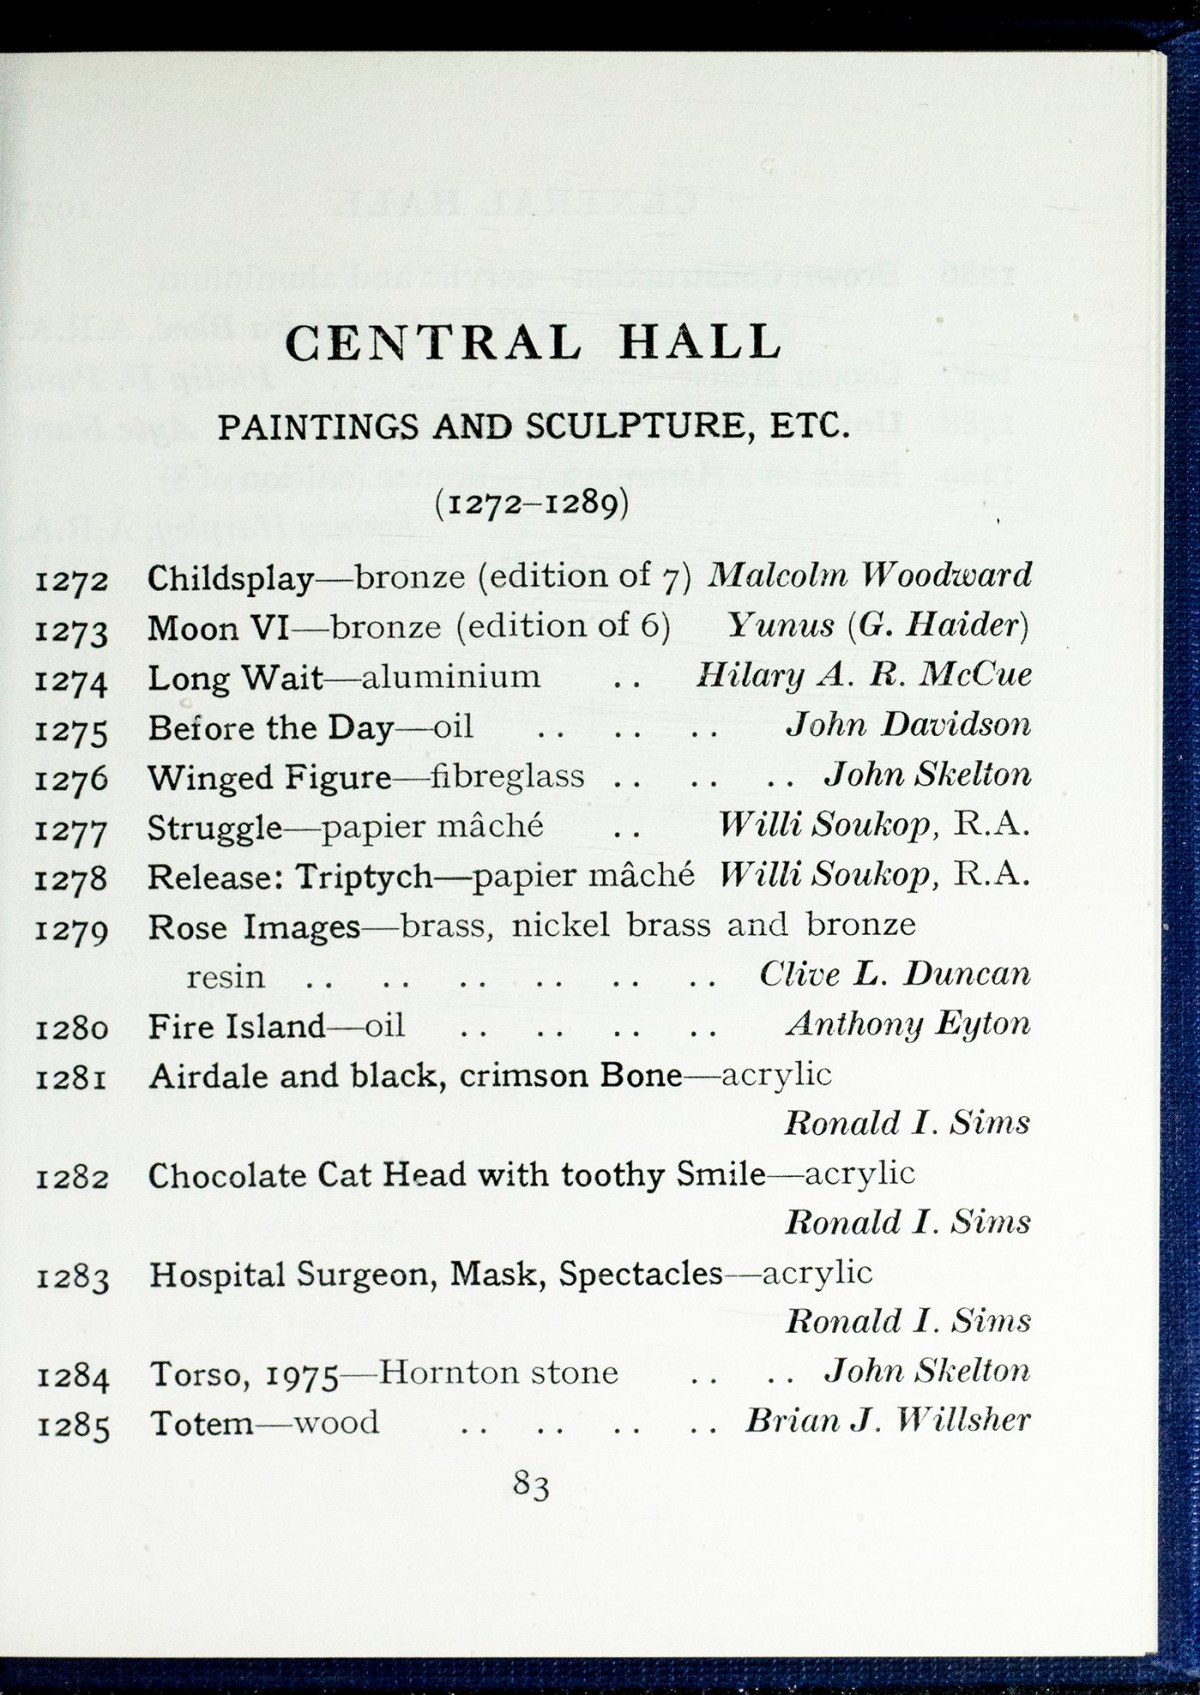 CENTRAL HALL
PAINTINGS AND SCULPTURE, ETC.
(1272–1289)
1272 Childsplay—bronze (edition of 7) Malcolm Woodward
1273 Moon VI—bronze (edition of 6) Yunus (G. Haider)
1274 Long Wait—aluminium .. Hilary A. R. McCue
1275 Before the Day—oil .. .. .. John Davidson
1276 Winged Figure—fibreglass .. .. .. John Skelton
1277 Struggle—papier mâché .. Willi Soukop, R.A.
1278 Release: Triptych—papier mâché Willi Soukop, R.A.
1279 Rose Images—brass, nickel brass and bronze
resin .. .. .. .. .. .. Clive L. Duncan
1280 Fire Island—oil .. .. .. .. Anthony Eyton
1281 Airdale and black, crimson Bone—acrylic
Ronald I. Sims
1282 Chocolate Cat Head with toothy Smile—acrylic
Ronald I. Sims
1283 Hospital Surgeon, Mask, Spectacles—acrylic
Ronald I. Sims
1284 Torso, 1975—Hornton stone .. .. John Skelton
1285 Totem—wood .. .. .. .. Brian J. Willsher
83